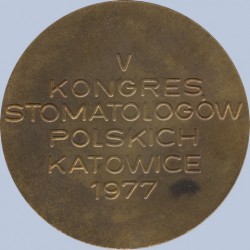 V
KONGRES
STOMATOLOGÓW
POLSKICH
KATOWICE
1977